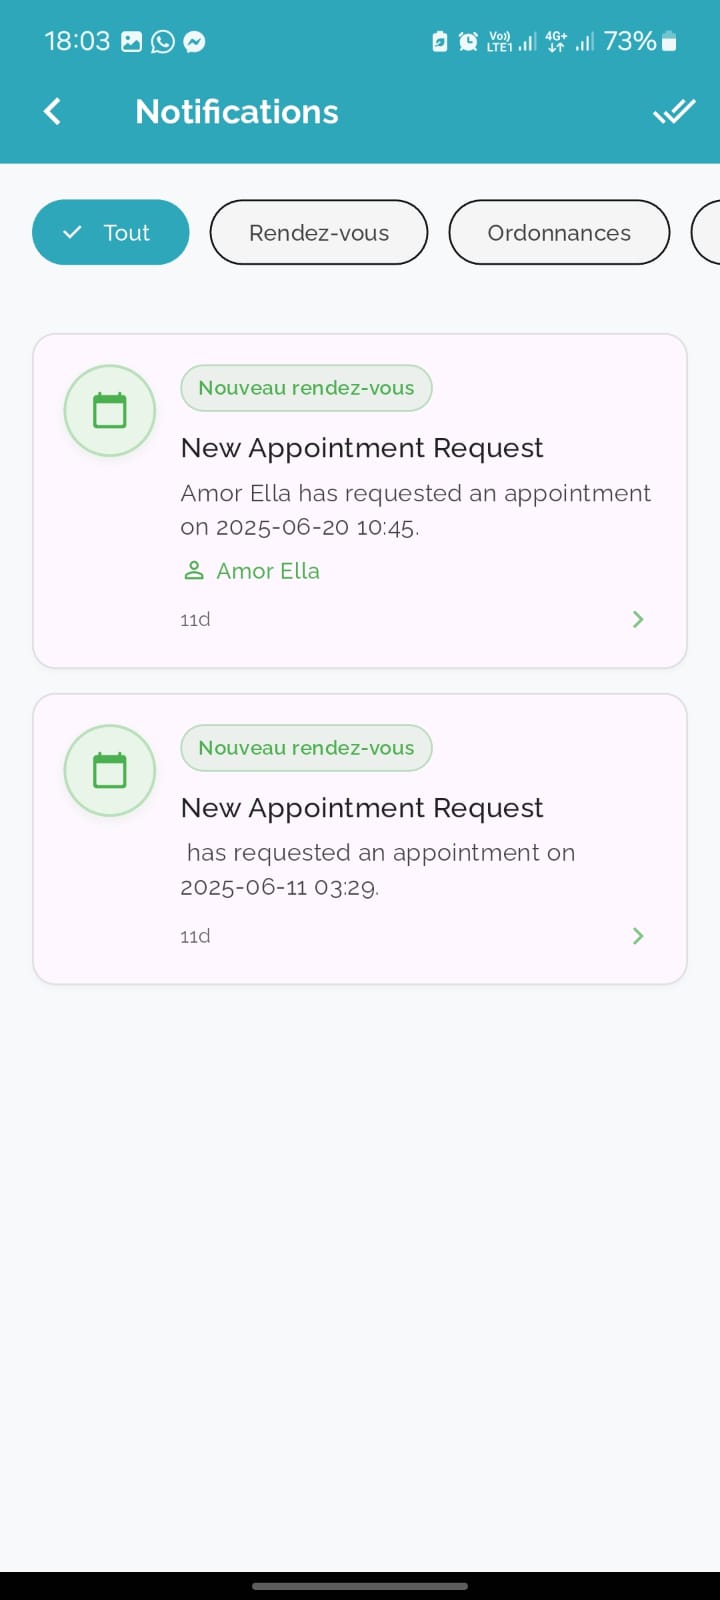 18:03 Vo)) LTE1 4G+ 73%
Notifications
Tout Rendez-vous Ordonnances
Nouveau rendez-vous
New Appointment Request
Amor Ella has requested an appointment
on 2025-06-20 10:45.
Amor Ella
11d
Nouveau rendez-vous
New Appointment Request
has requested an appointment on
2025-06-11 03:29.
11d